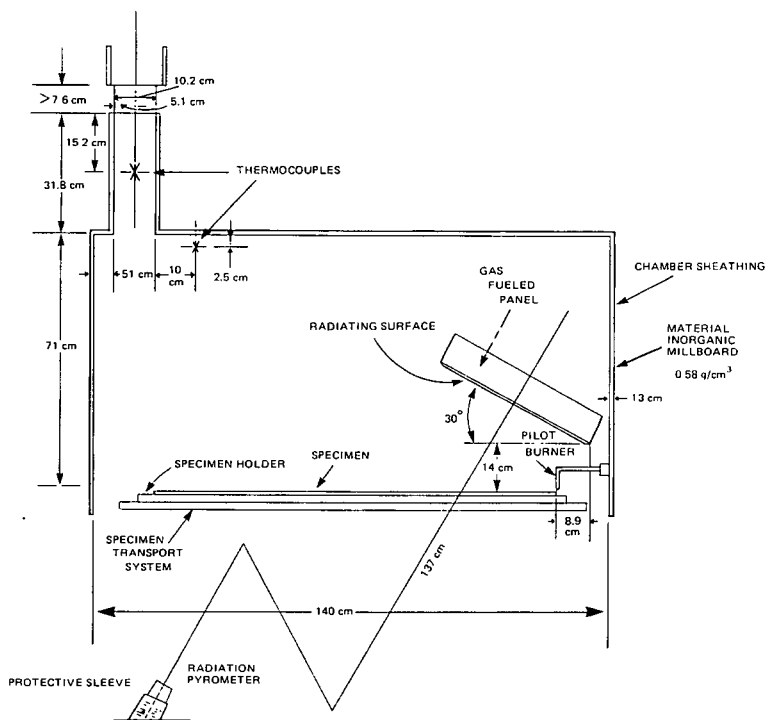 10.2 cm
>7 6 cm
5.1 cm
15.2 cm
THERMOCOUPLES
31.8 cm
51 cm
10
cm
2.5 cm
GAS
FUELED
PANEL
CHAMBER SHEATHING
RADIATING SURFACE
71 cm
MATERIAL
INORGANIC
MILLBOARD
0 58 g/cm³
13 cm
30°
PILOT
BURNER
SPECIMEN HOLDER
SPECIMEN
14 cm
8.9
cm
SPECIMEN
TRANSPORT
SYSTEM
137 cm
140 cm
PROTECTIVE SLEEVE
RADIATION
PYROMETER